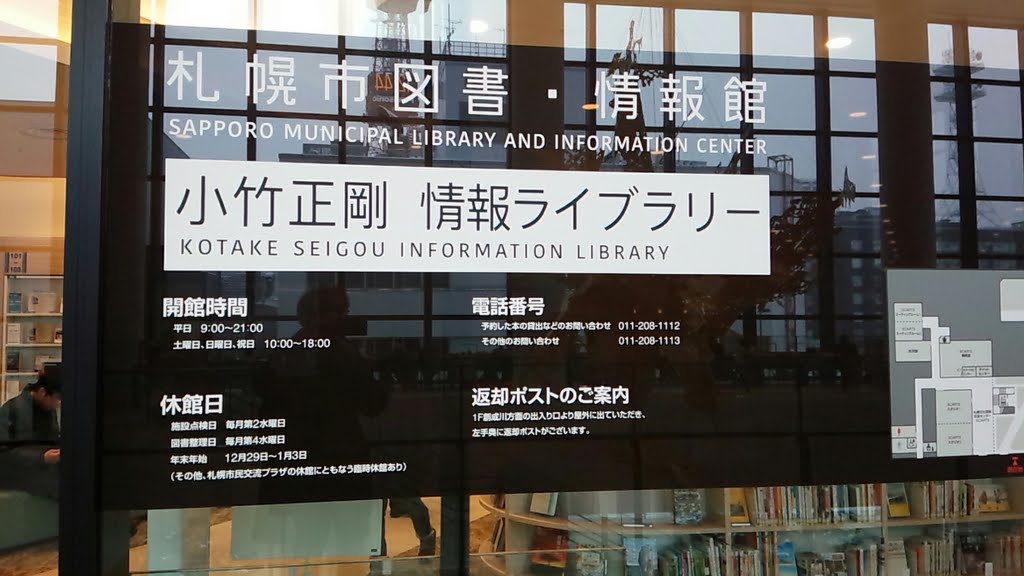 札幌市図書・情報館
SAPPORO MUNICIPAL LIBRARY AND INFORMATION CENTER
小竹正剛 情報ライブラリー
KOTAKE SEIGOU INFORMATION LIBRARY
開館時間
平日 9:00～21:00
土曜日、日曜日、祝日 10:00～18:00
電話番号
予約した本の貸出などのお問い合わせ 011-208-1112
その他のお問い合わせ 011-208-1113
休館日
施設点検日 毎月第2水曜日
図書整理日 毎月第4水曜日
年末年始 12月29日～1月3日
（その他、札幌市民交流プラザの休館にともなう臨時休館あり）
返却ポストのご案内
1F創成川方面の出入り口より屋外に出ていただき、
左手奥に返却ポストがございます。